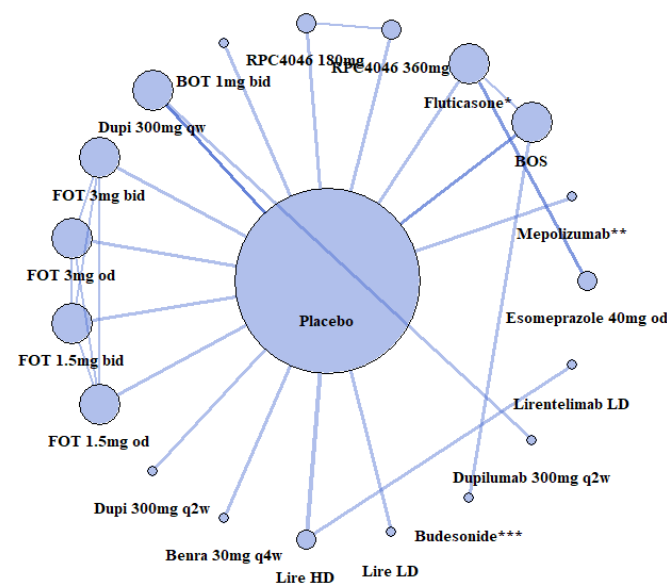 RPC4046 180mg
RPC4046 360mg
BOT 1mg bid
Fluticasone*
Dupi 300mg qw
BOS
FOT 3mg bid
Mepolizumab**
FOT 3mg od
Esomeprazole 40mg od
Placebo
FOT 1.5mg bid
Lirentelimab LD
FOT 1.5mg od
Dupilumab 300mg q2w
Dupi 300mg q2w
Budesonide***
Benra 30mg q4w
Lire LD
Lire HD